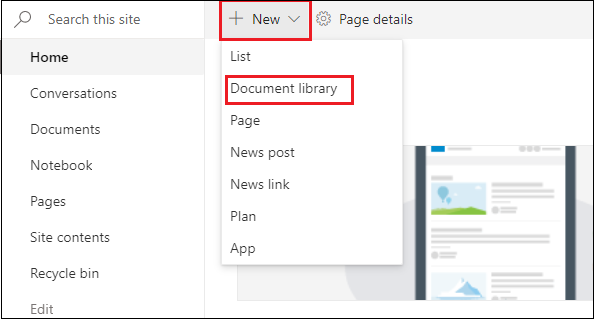 Search this site
New
Page details
Home
Conversations
Documents
Notebook
Pages
Site contents
Recycle bin
Edit
List
Document library
Page
News post
News link
Plan
App